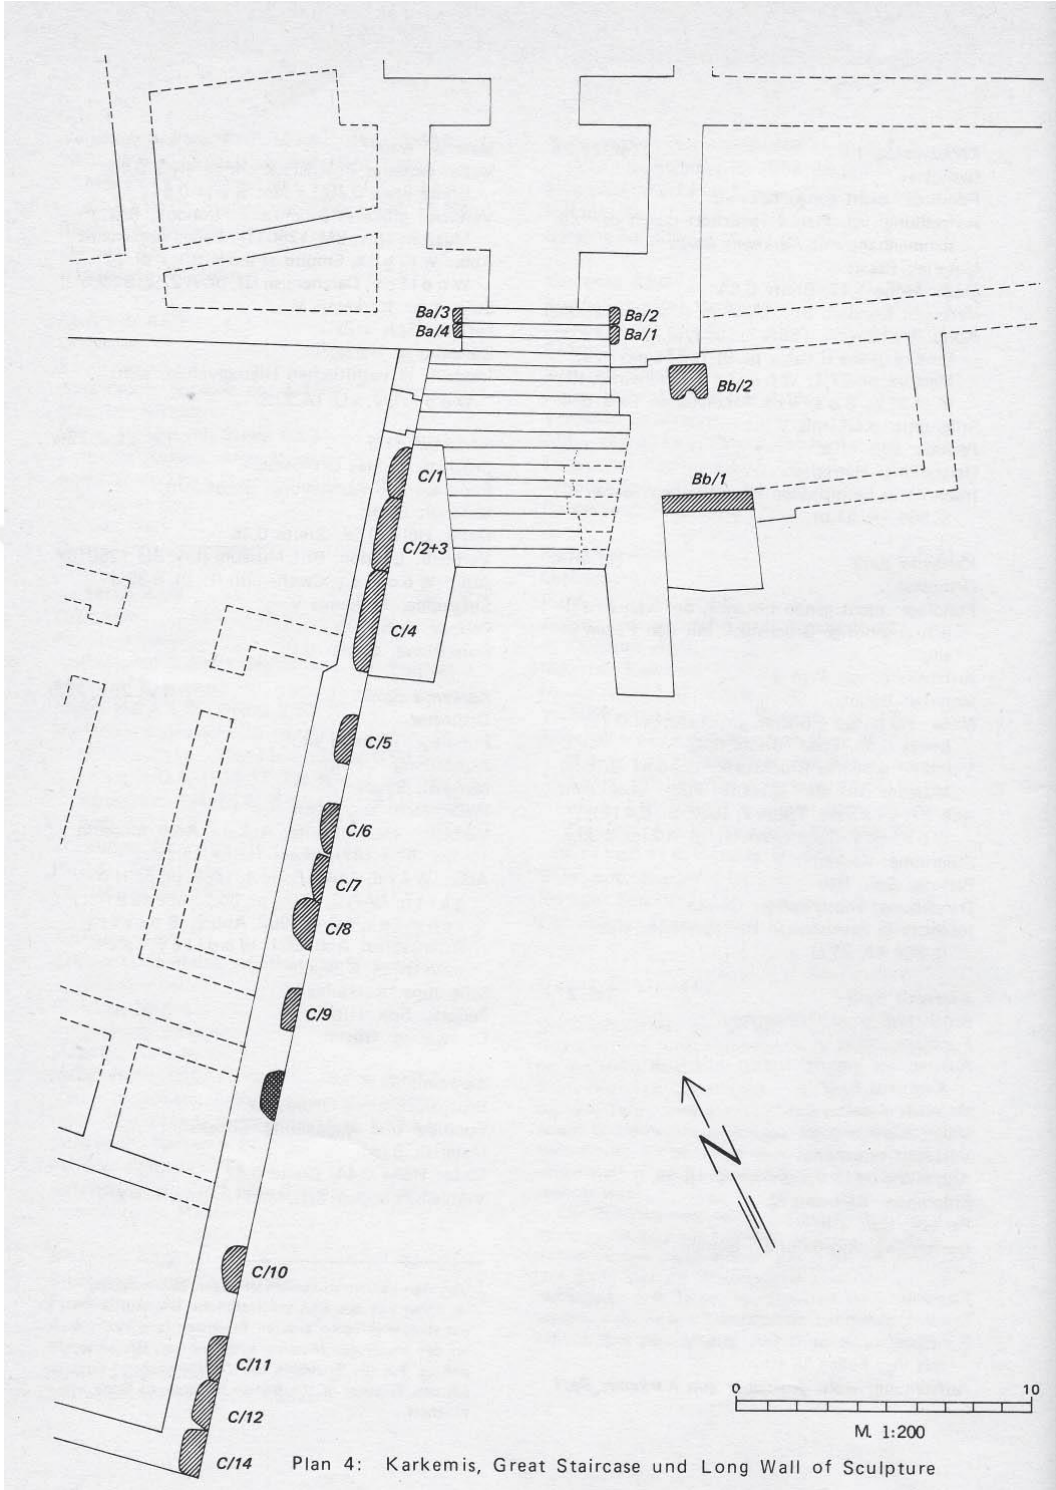 Ba/3 Ba/2
Ba/4 Ba/1
Bb/2
C/1
Bb/1
C/2+3
C/4
C/5
C/6
C/7
C/8
C/9
N
C/10
C/11
0 10
C/12
M. 1:200
C/14
Plan 4: Karkemis, Great Staircase und Long Wall of Sculpture